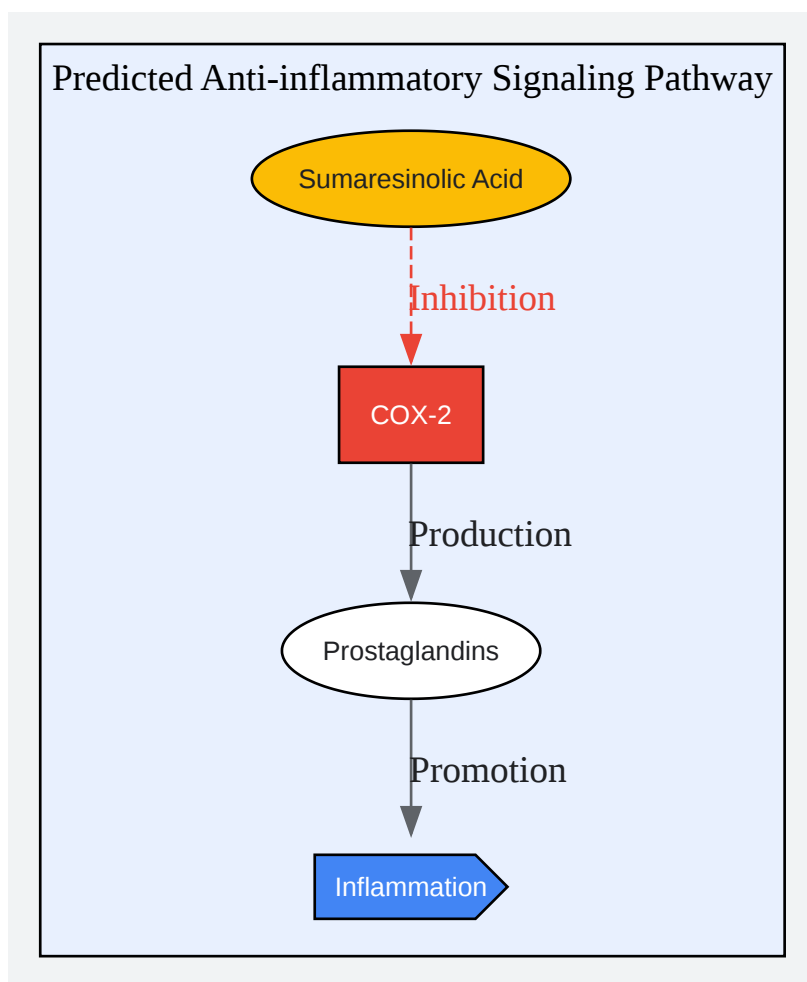 Predicted Anti-inflammatory Signaling Pathway
Sumaresinolic Acid
Inhibition
COX-2
Production
Prostaglandins
Promotion
Inflammation